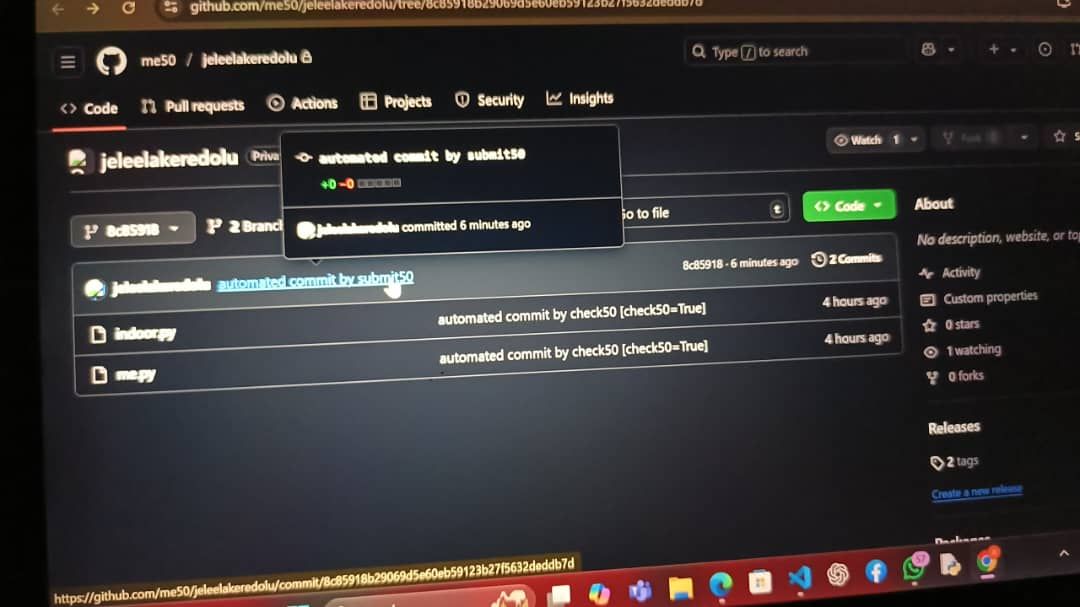 github.com/me50/jeleelakeredolu/tree/8c85918b29069d5e60eb59123b27f5632deddb7d
me50 / jeleelakeredolu
Type / to search
Code Pull requests Actions Projects Security Insights
jeleelakeredolu Priva
Watch 1
automated commit by submit50
+0 −0
jeleelakeredolu committed 6 minutes ago
8c85918
2 Branc
Go to file t
Code
jeleelakeredolu automated commit by submit50 8c85918 · 6 minutes ago 2 Commits
indoor.py automated commit by check50 [check50=True] 4 hours ago
me.py automated commit by check50 [check50=True] 4 hours ago
About
No description, website, or top
Activity
Custom properties
0 stars
1 watching
0 forks
Releases
2 tags
Create a new release
Packages
https://github.com/me50/jeleelakeredolu/commit/8c85918b29069d5e60eb59123b27f5632deddb7d